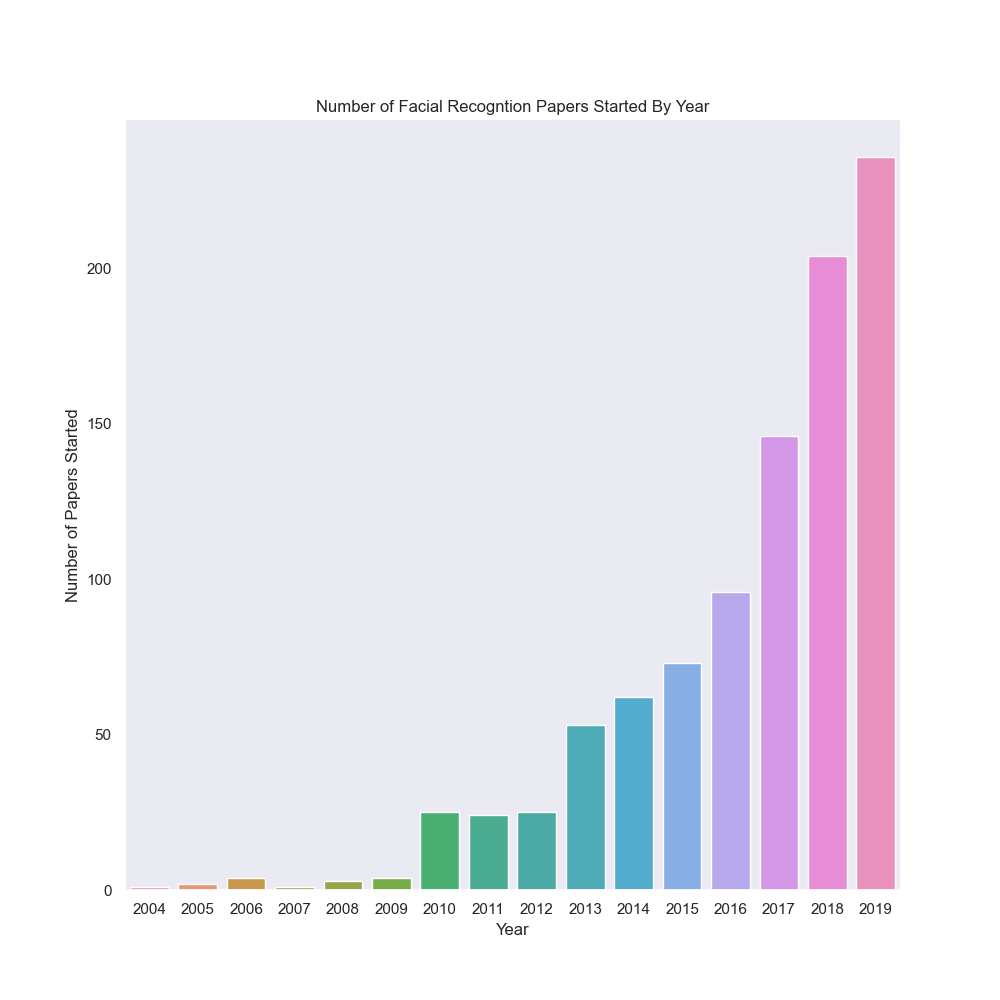 Number of Facial Recogntion Papers Started By Year
Number of Papers Started
200
150
100
50
0
2004 2005 2006 2007 2008 2009 2010 2011 2012 2013 2014 2015 2016 2017 2018 2019
Year